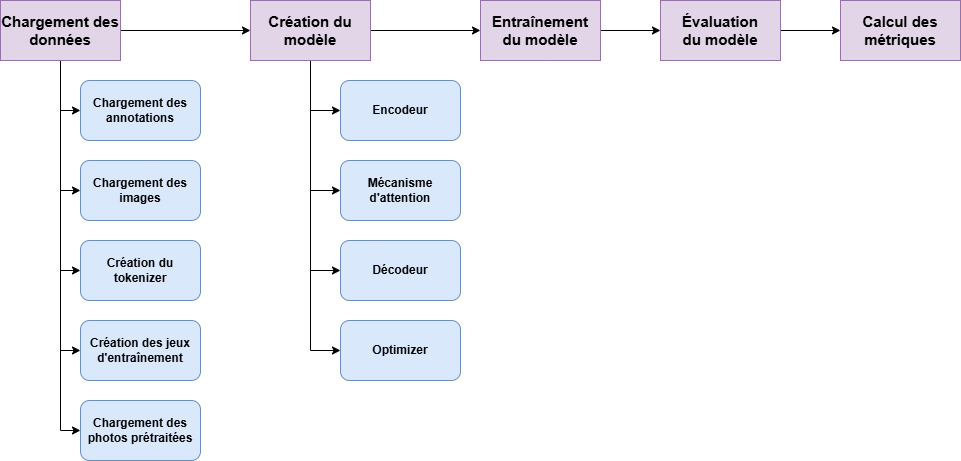 Chargement des
données
Création du
modèle
Entraînement
du modèle
Évaluation
du modèle
Calcul des
métriques
Chargement des
annotations
Chargement des
images
Création du
tokenizer
Création des jeux
d'entraînement
Chargement des
photos prétraitées
Encodeur
Mécanisme
d'attention
Décodeur
Optimizer